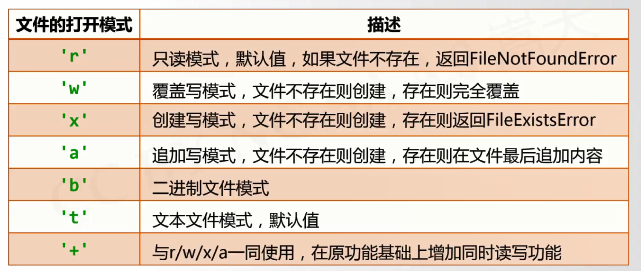 文件的打开模式 描述
'r' 只读模式，默认值，如果文件不存在，返回FileNotFoundError
'w' 覆盖写模式，文件不存在则创建，存在则完全覆盖
'x' 创建写模式，文件不存在则创建，存在则返回FileExistsError
'a' 追加写模式，文件不存在则创建，存在则在文件最后追加内容
'b' 二进制文件模式
't' 文本文件模式，默认值
'+' 与r/w/x/a一同使用，在原功能基础上增加同时读写功能